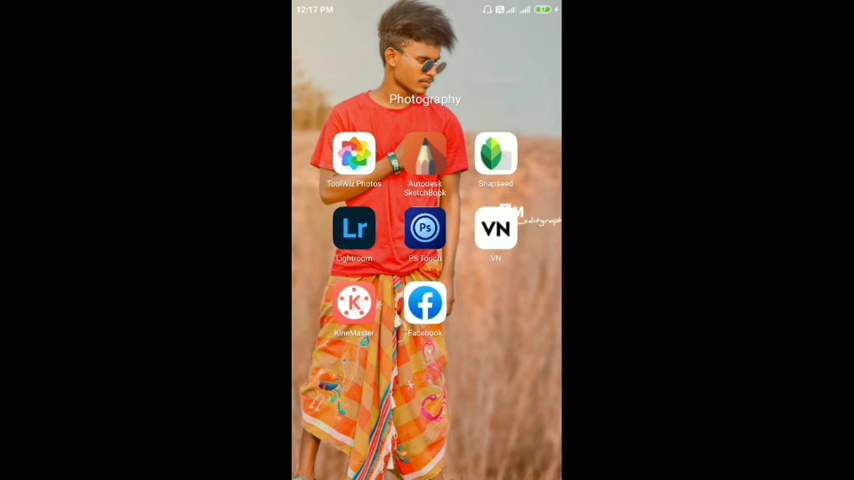 12:17 PM
Photography
ToolWiz Photos
Autodesk
SketchBook
Snapseed
Lr
Ps
VN
Lightroom
PS Touch
VN
K
f
KineMaster
Facebook